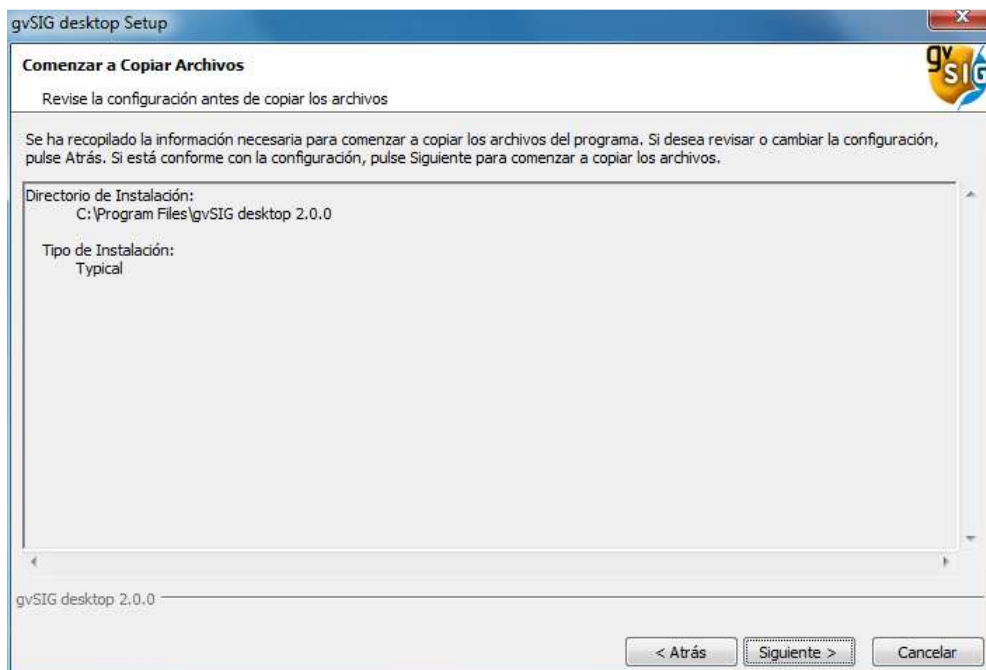 gvSIG desktop Setup
Comenzar a Copiar Archivos
Revise la configuración antes de copiar los archivos
gv
SIG
Se ha recopilado la información necesaria para comenzar a copiar los archivos del programa. Si desea revisar o cambiar la configuración,
pulse Atrás. Si está conforme con la configuración, pulse Siguiente para comenzar a copiar los archivos.
Directorio de Instalación:
C:\Program Files\gvSIG desktop 2.0.0
Tipo de Instalación:
Typical
gvSIG desktop 2.0.0
< Atrás
Siguiente >
Cancelar